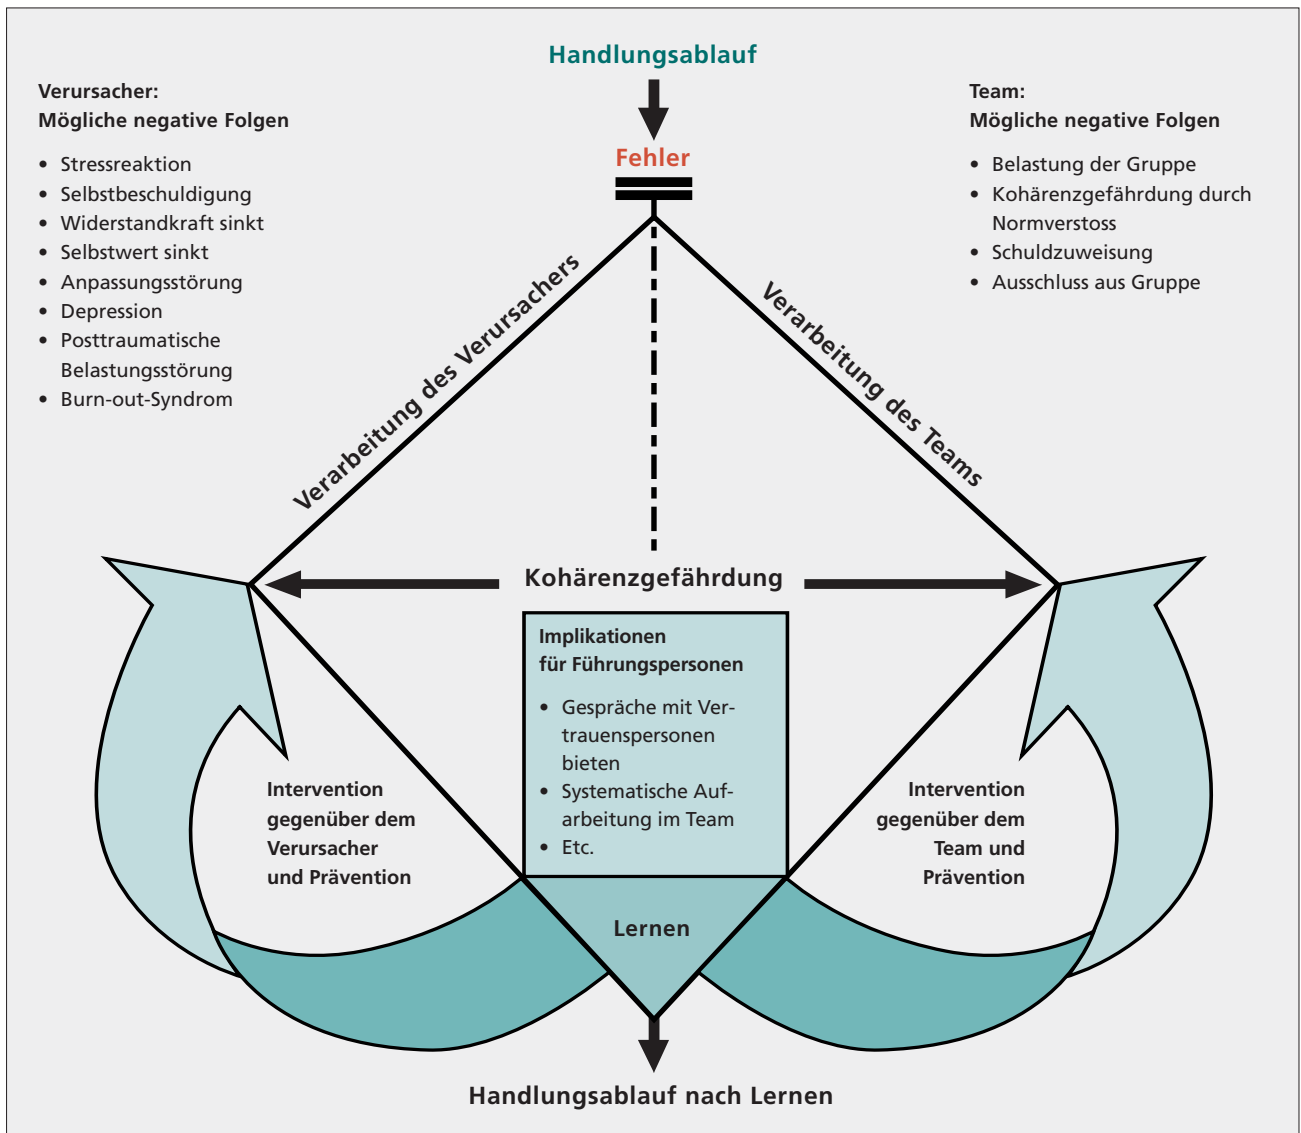 Handlungsablauf
Verursacher:
Mögliche negative Folgen
• Stressreaktion
• Selbstbeschuldigung
• Widerstandkraft sinkt
• Selbstwert sinkt
• Anpassungsstörung
• Depression
• Posttraumatische
Belastungsstörung
• Burn-out-Syndrom
Team:
Mögliche negative Folgen
• Belastung der Gruppe
• Kohärenzgefährdung durch
Normverstoss
• Schuldzuweisung
• Ausschluss aus Gruppe
Fehler
Verarbeitung des Verursachers
Verarbeitung des Teams
Kohärenzgefährdung
Implikationen
für Führungspersonen
• Gespräche mit Ver-
trauenspersonen
bieten
• Systematische Auf-
arbeitung im Team
• Etc.
Intervention
gegenüber dem
Verursacher
und Prävention
Intervention
gegenüber dem
Team und
Prävention
Lernen
Handlungsablauf nach Lernen